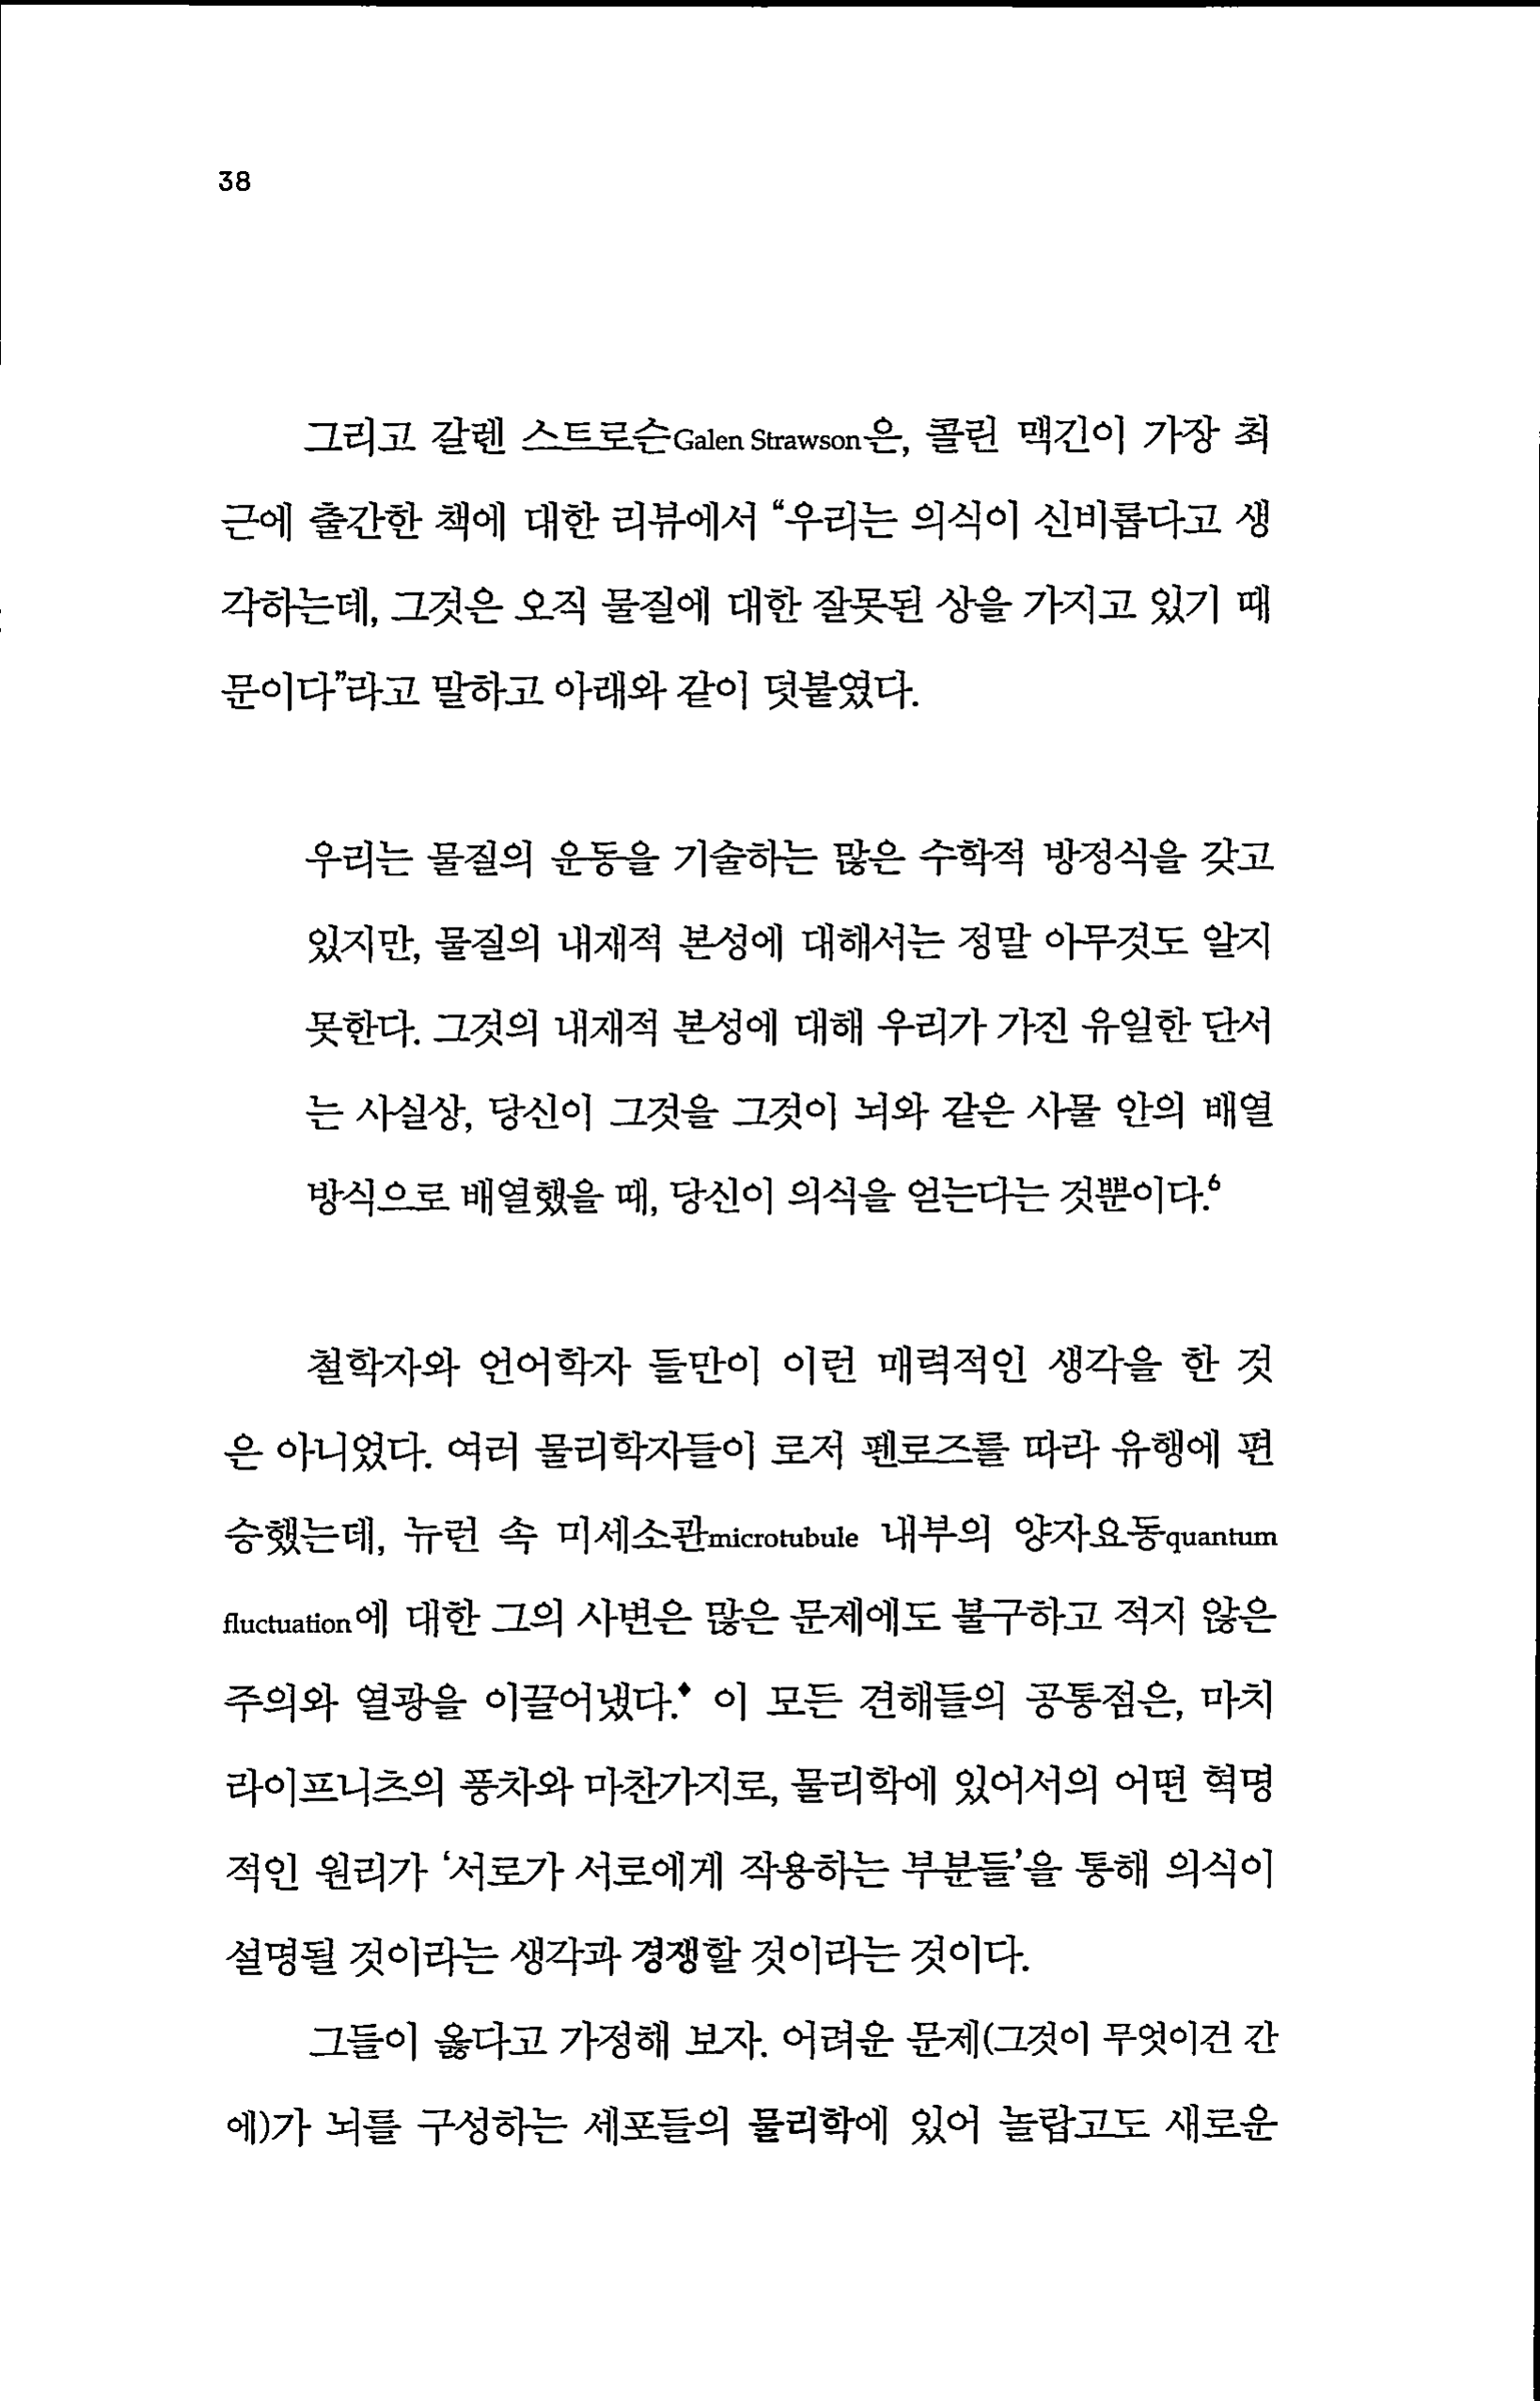 38
그리고 갈렌 스트로슨Galen Strawson은, 콜린 맥긴이 가장 최
근에 출간한 책에 대한 리뷰에서 “우리는 의식이 신비롭다고 생
각하는데, 그것은 오직 물질에 대한 잘못된 상을 가지고 있기 때
문이다”라고 말하고 아래와 같이 덧붙였다.
우리는 물질의 운동을 기술하는 많은 수학적 방정식을 갖고
있지만, 물질의 내재적 본성에 대해서는 정말 아무것도 알지
못한다. 그것의 내재적 본성에 대해 우리가 가진 유일한 단서
는 사실상, 당신이 그것을 그것이 뇌와 같은 사물 안의 배열
방식으로 배열했을 때, 당신이 의식을 얻는다는 것뿐이다.⁶
철학자와 언어학자 들만이 이런 매력적인 생각을 한 것
은 아니었다. 여러 물리학자들이 로저 펜로즈를 따라 유행에 편
승했는데, 뉴런 속 미세소관microtubule 내부의 양자요동quantum
fluctuation에 대한 그의 사변은 많은 문제에도 불구하고 적지 않은
주의와 열광을 이끌어냈다.♦ 이 모든 견해들의 공통점은, 마치
라이프니츠의 풍차와 마찬가지로, 물리학에 있어서의 어떤 혁명
적인 원리가 ‘서로가 서로에게 작용하는 부분들’을 통해 의식이
설명될 것이라는 생각과 경쟁할 것이라는 것이다.
그들이 옳다고 가정해 보자. 어려운 문제(그것이 무엇이건 간
에)가 뇌를 구성하는 세포들의 물리학에 있어 놀랍고도 새로운